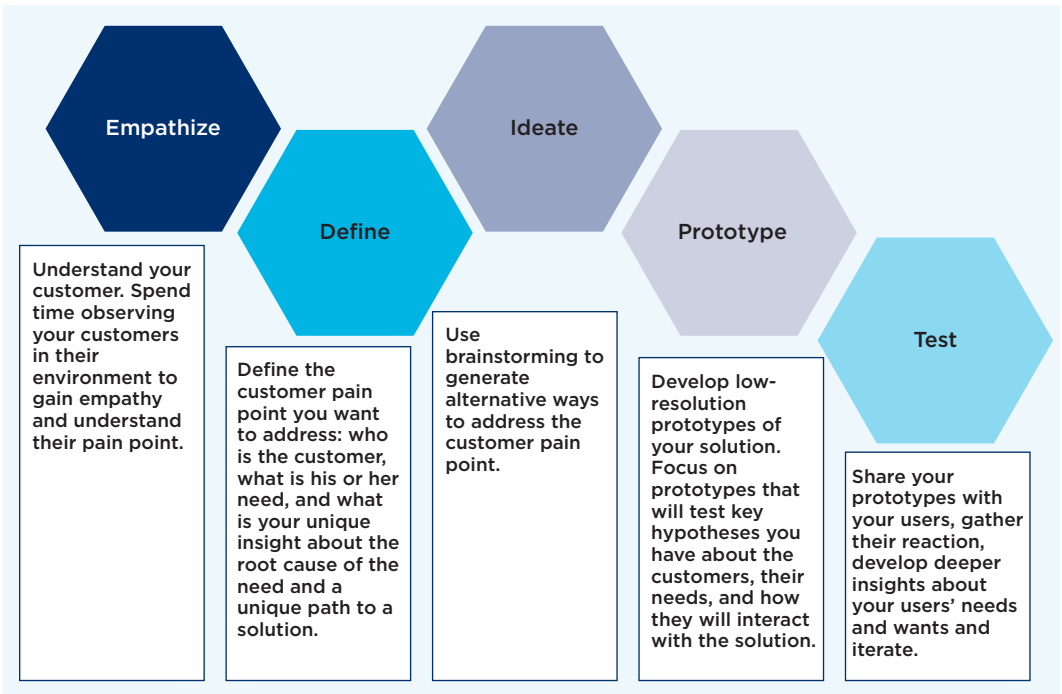 Empathize
Understand your
customer. Spend
time observing
your customers
in their
environment to
gain empathy
and understand
their pain point.
Define
Define the
customer pain
point you want
to address: who
is the customer,
what is his or her
need, and what
is your unique
insight about the
root cause of the
need and a
unique path to a
solution.
Ideate
Use
brainstorming to
generate
alternative ways
to address the
customer pain
point.
Prototype
Develop low-
resolution
prototypes of
your solution.
Focus on
prototypes that
will test key
hypotheses you
have about the
customers, their
needs, and how
they will interact
with the solution.
Test
Share your
prototypes with
your users, gather
their reaction,
develop deeper
insights about
your users’ needs
and wants and
iterate.